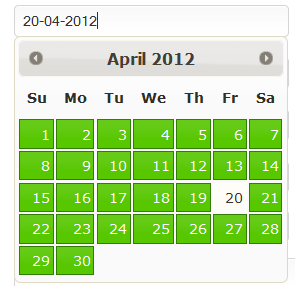 20-04-2012
April 2012
Su Mo Tu We Th Fr Sa
1 2 3 4 5 6 7
8 9 10 11 12 13 14
15 16 17 18 19 20 21
22 23 24 25 26 27 28
29 30